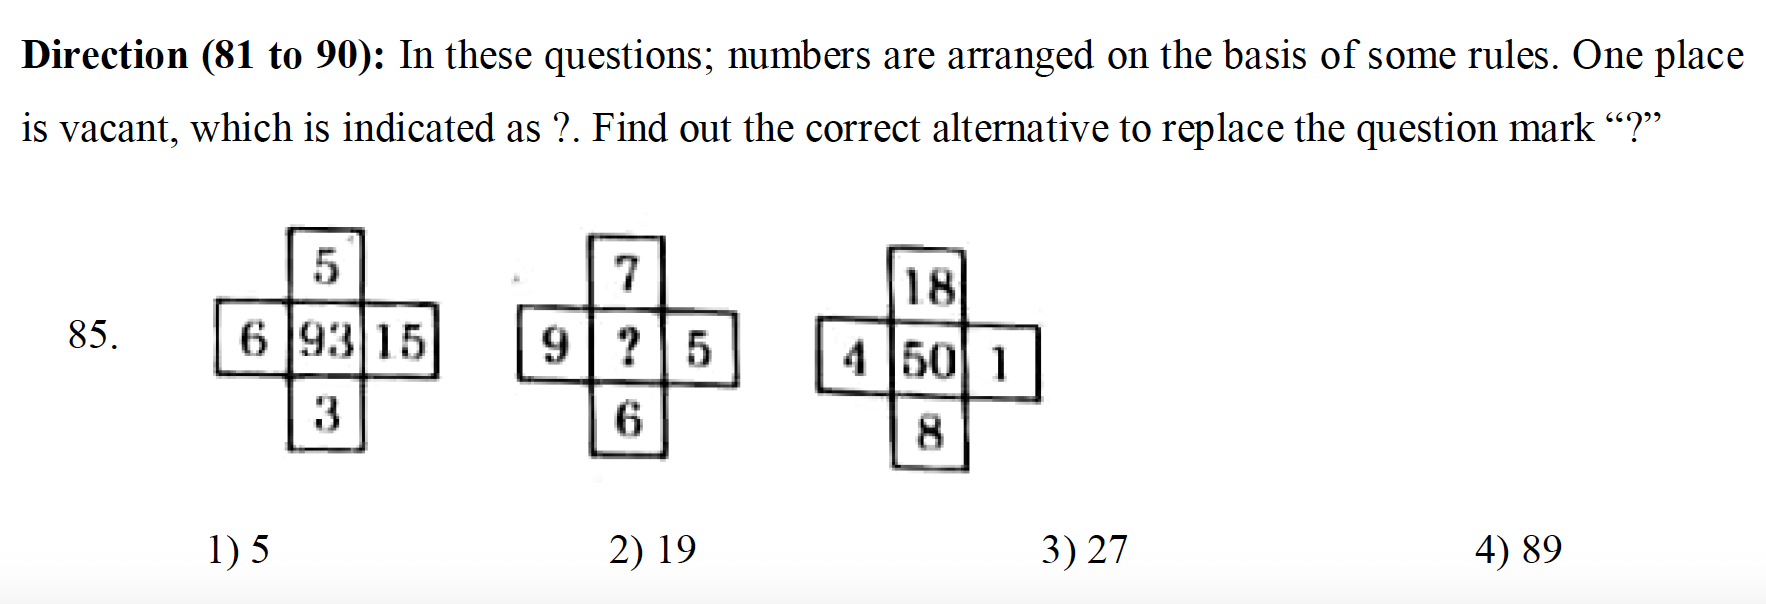 Direction (81 to 90): In these questions; numbers are arranged on the basis of some rules. One place
is vacant, which is indicated as ?. Find out the correct alternative to replace the question mark “?”
85.
5
6 93 15
3
7
9 ? 5
6
18
4 50 1
8
1) 5 2) 19 3) 27 4) 89